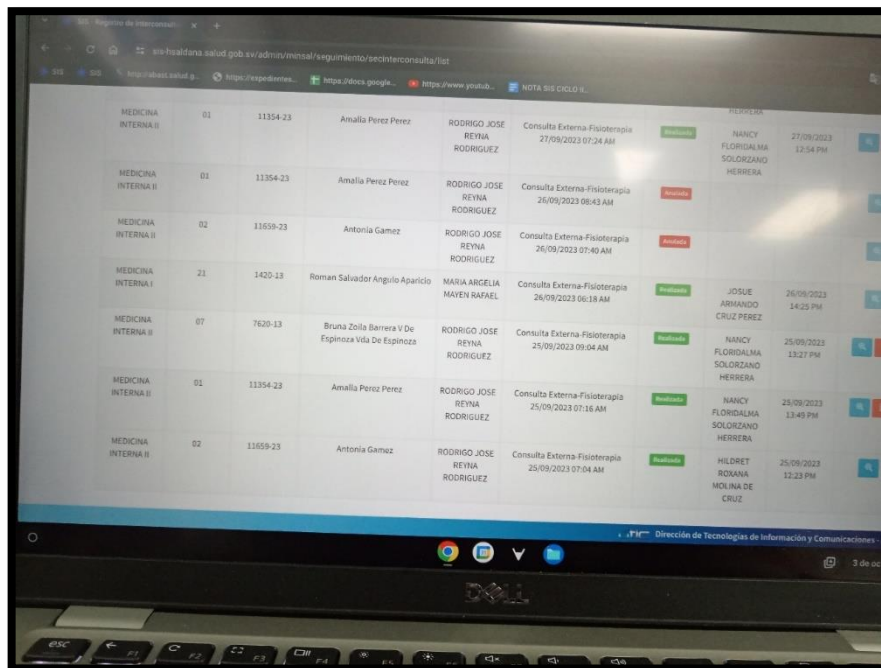 SIS - Registro de Interconsult
sis-hsaldana.salud.gob.sv/admin/minsal/seguimiento/secinterconsulta/list
SIS SIS https://expedientes... https://docs.google... https://www.youtub... NOTA SIS CICLO II...
HERRERA
MEDICINA INTERNA II 01 11354-23 Amalia Perez Perez RODRIGO JOSE REYNA RODRIGUEZ Consulta Externa-Fisioterapia 27/09/2023 07:24 AM Realizada NANCY FLORIDALMA SOLORZANO HERRERA 27/09/2023 12:54 PM
MEDICINA INTERNA II 01 11354-23 Amalia Perez Perez RODRIGO JOSE REYNA RODRIGUEZ Consulta Externa-Fisioterapia 26/09/2023 08:43 AM Anulada
MEDICINA INTERNA II 02 11659-23 Antonia Gamez RODRIGO JOSE REYNA RODRIGUEZ Consulta Externa-Fisioterapia 26/09/2023 07:40 AM Anulada
MEDICINA INTERNA I 21 1420-13 Roman Salvador Angulo Aparicio MARIA ARGELIA MAYEN RAFAEL Consulta Externa-Fisioterapia 26/09/2023 06:18 AM Realizada JOSUE ARMANDO CRUZ PEREZ 26/09/2023 14:25 PM
MEDICINA INTERNA II 07 7620-13 Bruna Zoila Barrera V De Espinoza Vda De Espinoza RODRIGO JOSE REYNA RODRIGUEZ Consulta Externa-Fisioterapia 25/09/2023 09:04 AM Realizada NANCY FLORIDALMA SOLORZANO HERRERA 25/09/2023 13:27 PM
MEDICINA INTERNA II 01 11354-23 Amalia Perez Perez RODRIGO JOSE REYNA RODRIGUEZ Consulta Externa-Fisioterapia 25/09/2023 07:16 AM Realizada NANCY FLORIDALMA SOLORZANO HERRERA 25/09/2023 13:49 PM
MEDICINA INTERNA II 02 11659-23 Antonia Gamez RODRIGO JOSE REYNA RODRIGUEZ Consulta Externa-Fisioterapia 25/09/2023 07:04 AM Realizada HILDRET ROXANA MOLINA DE CRUZ 25/09/2023 12:23 PM
Dirección de Tecnologías de Información y Comunicaciones -
3 de oc
DELL
esc F1 F2 F3 F4 F5 F6